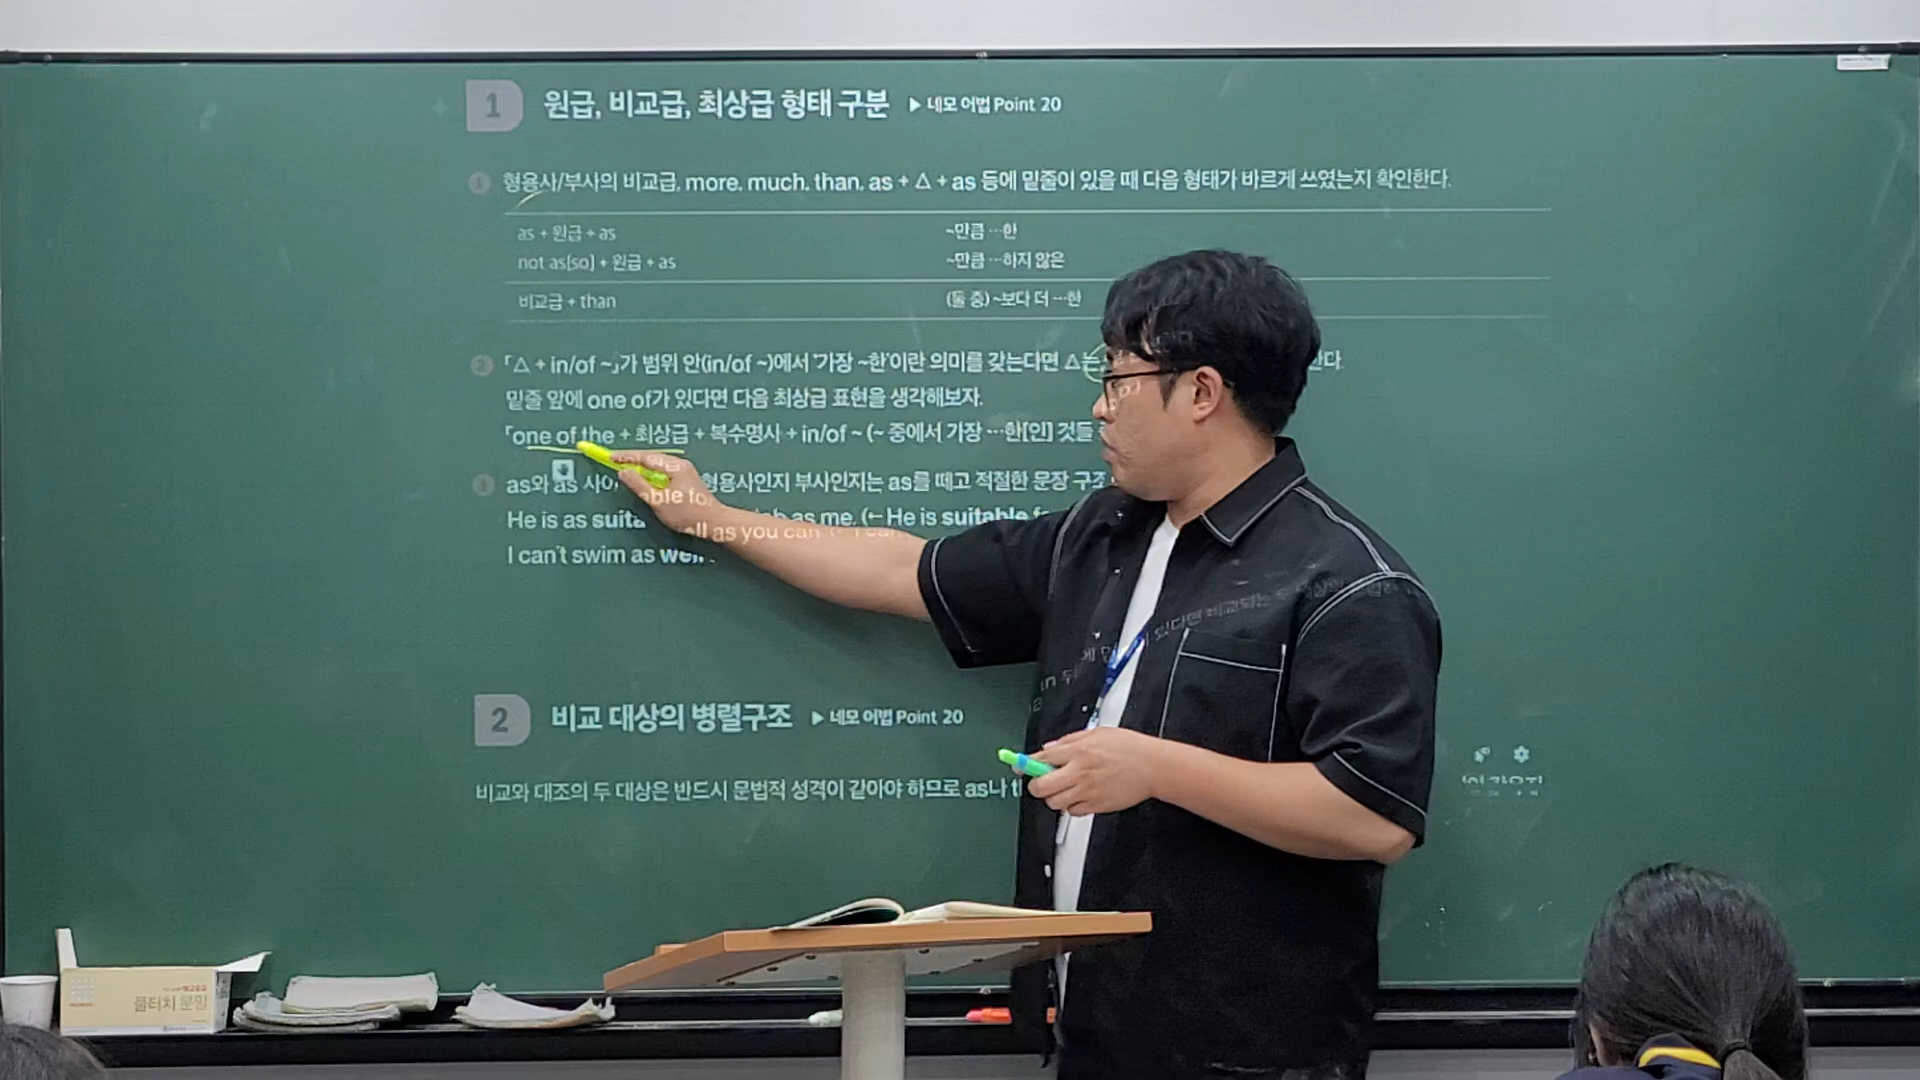 1 원급, 비교급, 최상급 형태 구분 ▶ 네모 어법 Point 20
1 형용사/부사의 비교급, more, much, than, as + △ + as 등에 밑줄이 있을 때 다음 형태가 바르게 쓰였는지 확인한다.
as + 원급 + as ~만큼 …한
not as[so] + 원급 + as ~만큼 …하지 않은
비교급 + than (둘 중) ~보다 더 …한
2 「△ + in/of ~」가 범위 안(in/of ~)에서 '가장 ~한'이란 의미를 갖는다면 △는
밑줄 앞에 one of가 있다면 다음 최상급 표현을 생각해보자.
「one of the + 최상급 + 복수명사 + in/of ~ (~ 중에서 가장 …한[인] 것들
3 as와 as 사이 형용사인지 부사인지는 as를 떼고 적절한 문장 구조
He is as as me. (← He is suitable
I can't swim as well as you can
2 비교 대상의 병렬구조 ▶ 네모 어법 Point 20
비교와 대조의 두 대상은 반드시 문법적 성격이 같아야 하므로 as나
풀터치 분필